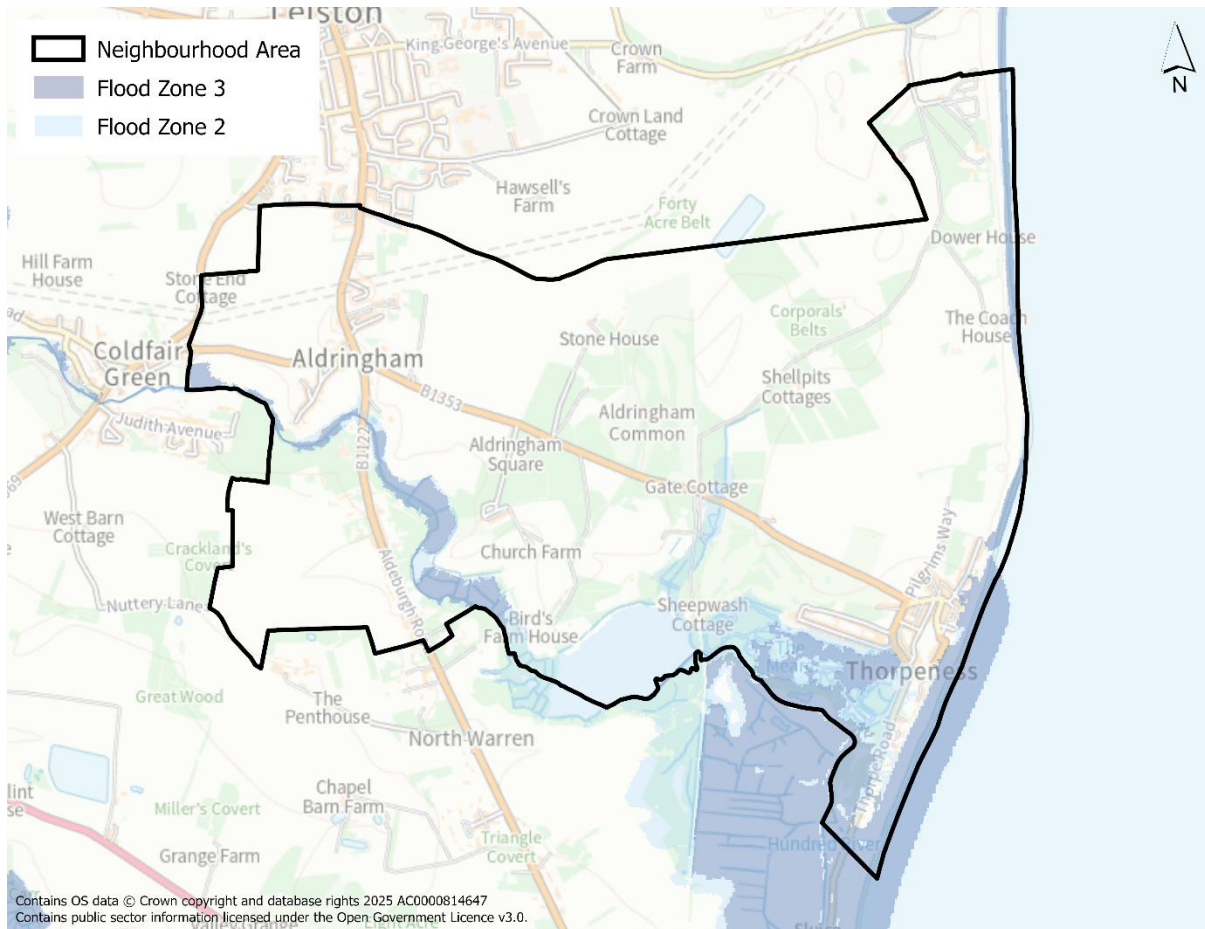 Leiston
Neighbourhood Area
Flood Zone 3
Flood Zone 2
King George's Avenue
Crown
Farm
N
Crown Land
Cottage
Hawsell's
Farm
Forty
Acre Belt
Dower House
Hill Farm
House
Stone End
Cottage
Corporals'
Belts
The Coach
House
Stone House
Coldfair
Green
Aldringham
Shellpits
Cottages
B1353
Judith Avenue
Aldringham
Common
B1122
Aldringham
Square
Gate Cottage
West Barn
Cottage
Church Farm
Pilgrims Way
Crackland's
Aldeburgh Ro
Nuttery Lane
Bird's
Farm House
Sheepwash
Cottage
The
Meare
Thorpeness
Great Wood
The
Penthouse
North Warren
Thorpe Road
Chapel
Barn Farm
Miller's Covert
Triangle
Covert
Hundred River
Grange Farm
Contains OS data © Crown copyright and database rights 2025 AC0000814647
Contains public sector information licensed under the Open Government Licence v3.0.